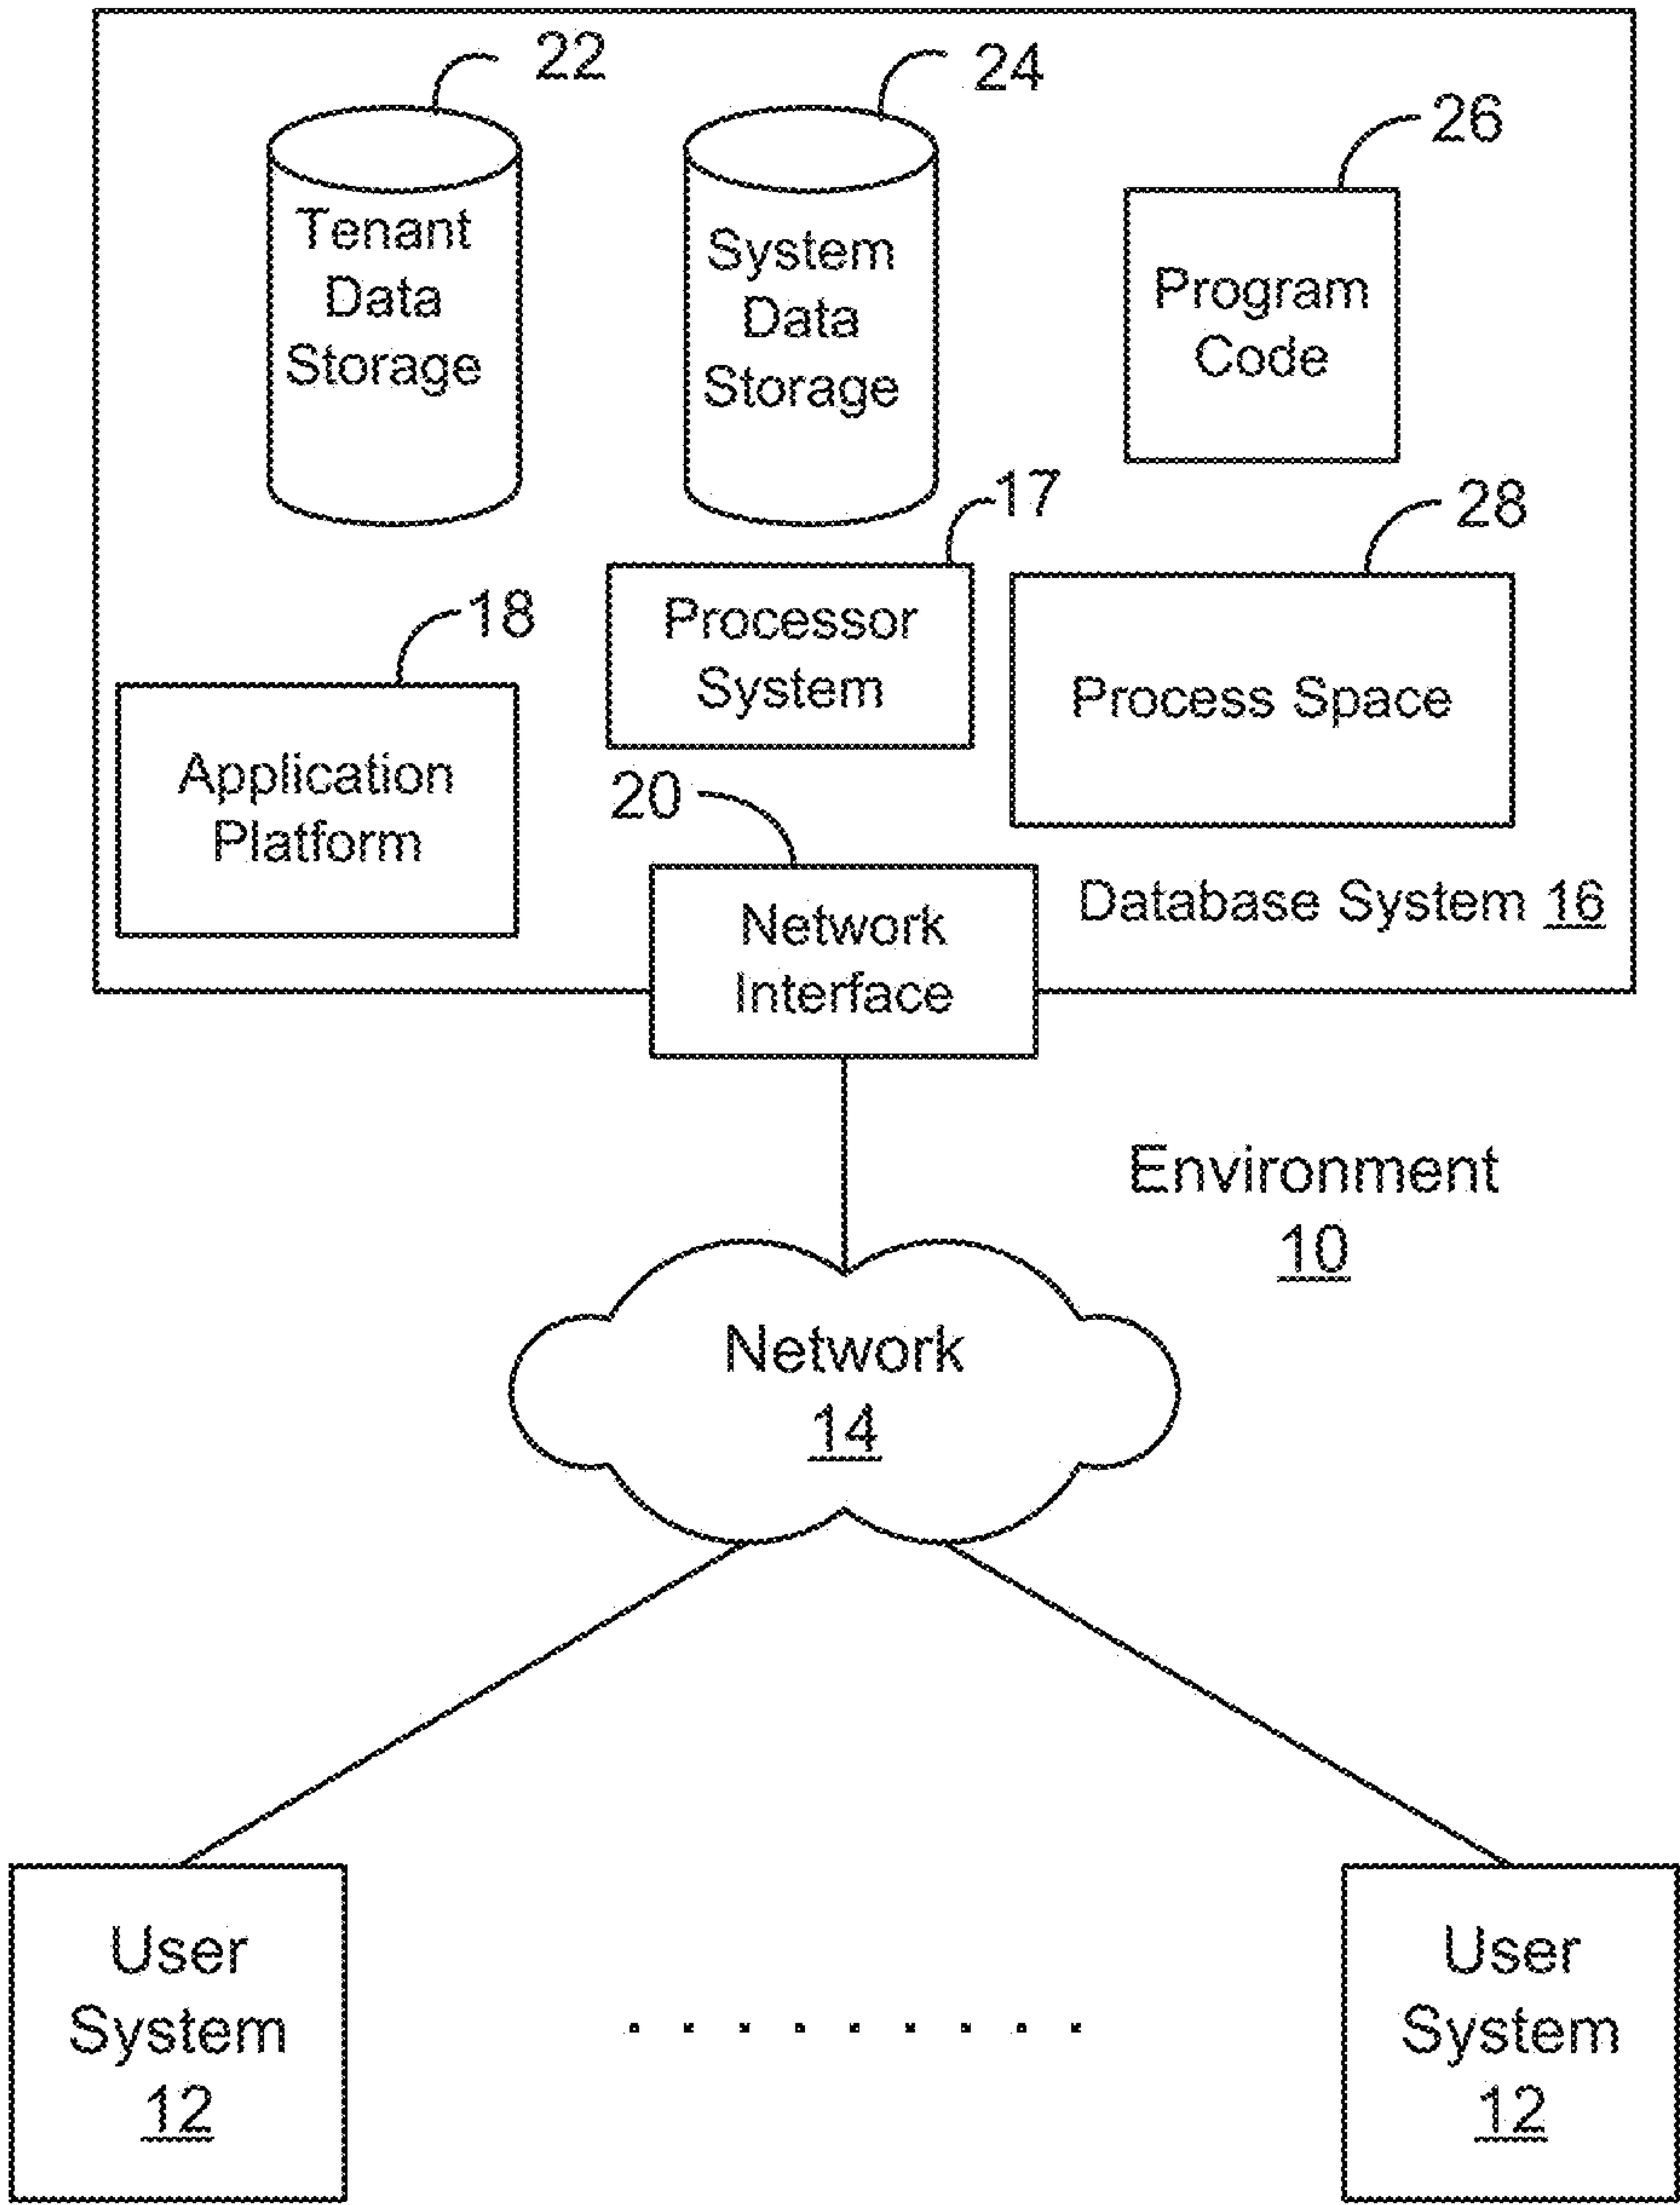 22
24
26
Tenant
Data
Storage
System
Data
Storage
Program
Code
17
28
18
Processor
System
Process Space
Application
Platform
20
Network
Interface
Database System 16
Environment
10
Network
14
User
System
12
. . . . . . . . .
User
System
12